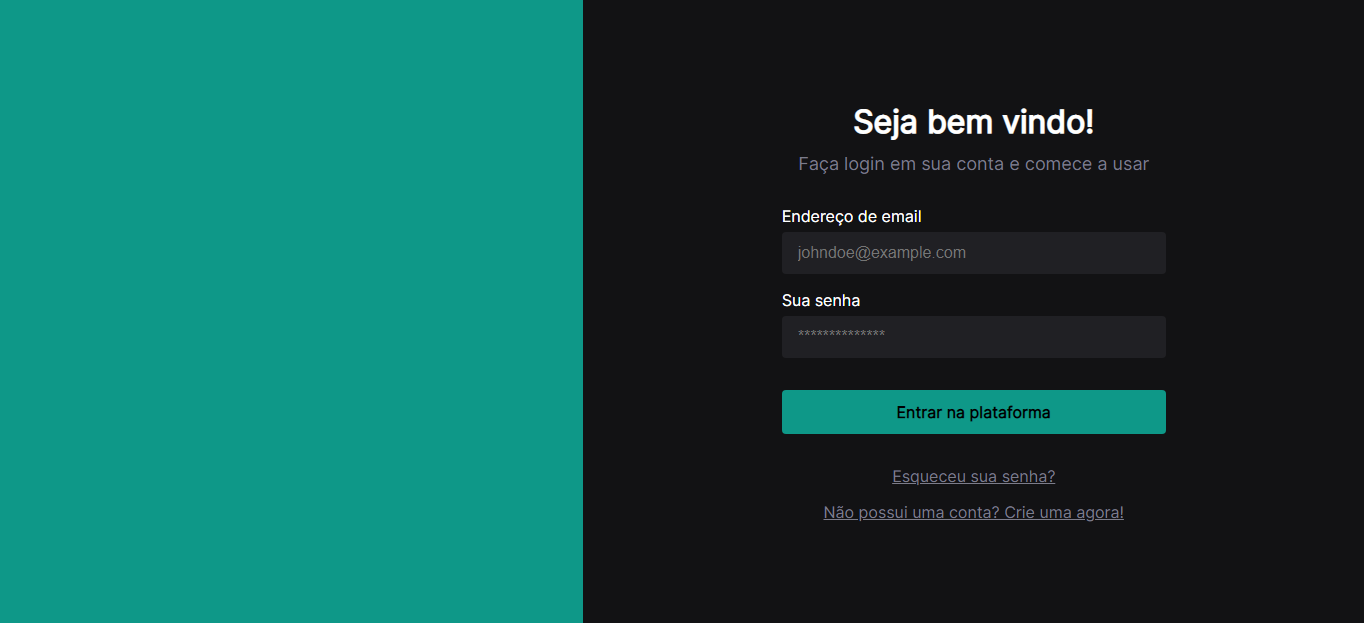 Seja bem vindo!
Faça login em sua conta e comece a usar
Endereço de email
johndoe@example.com
Sua senha
**************
Entrar na plataforma
Esqueceu sua senha?
Não possui uma conta? Crie uma agora!